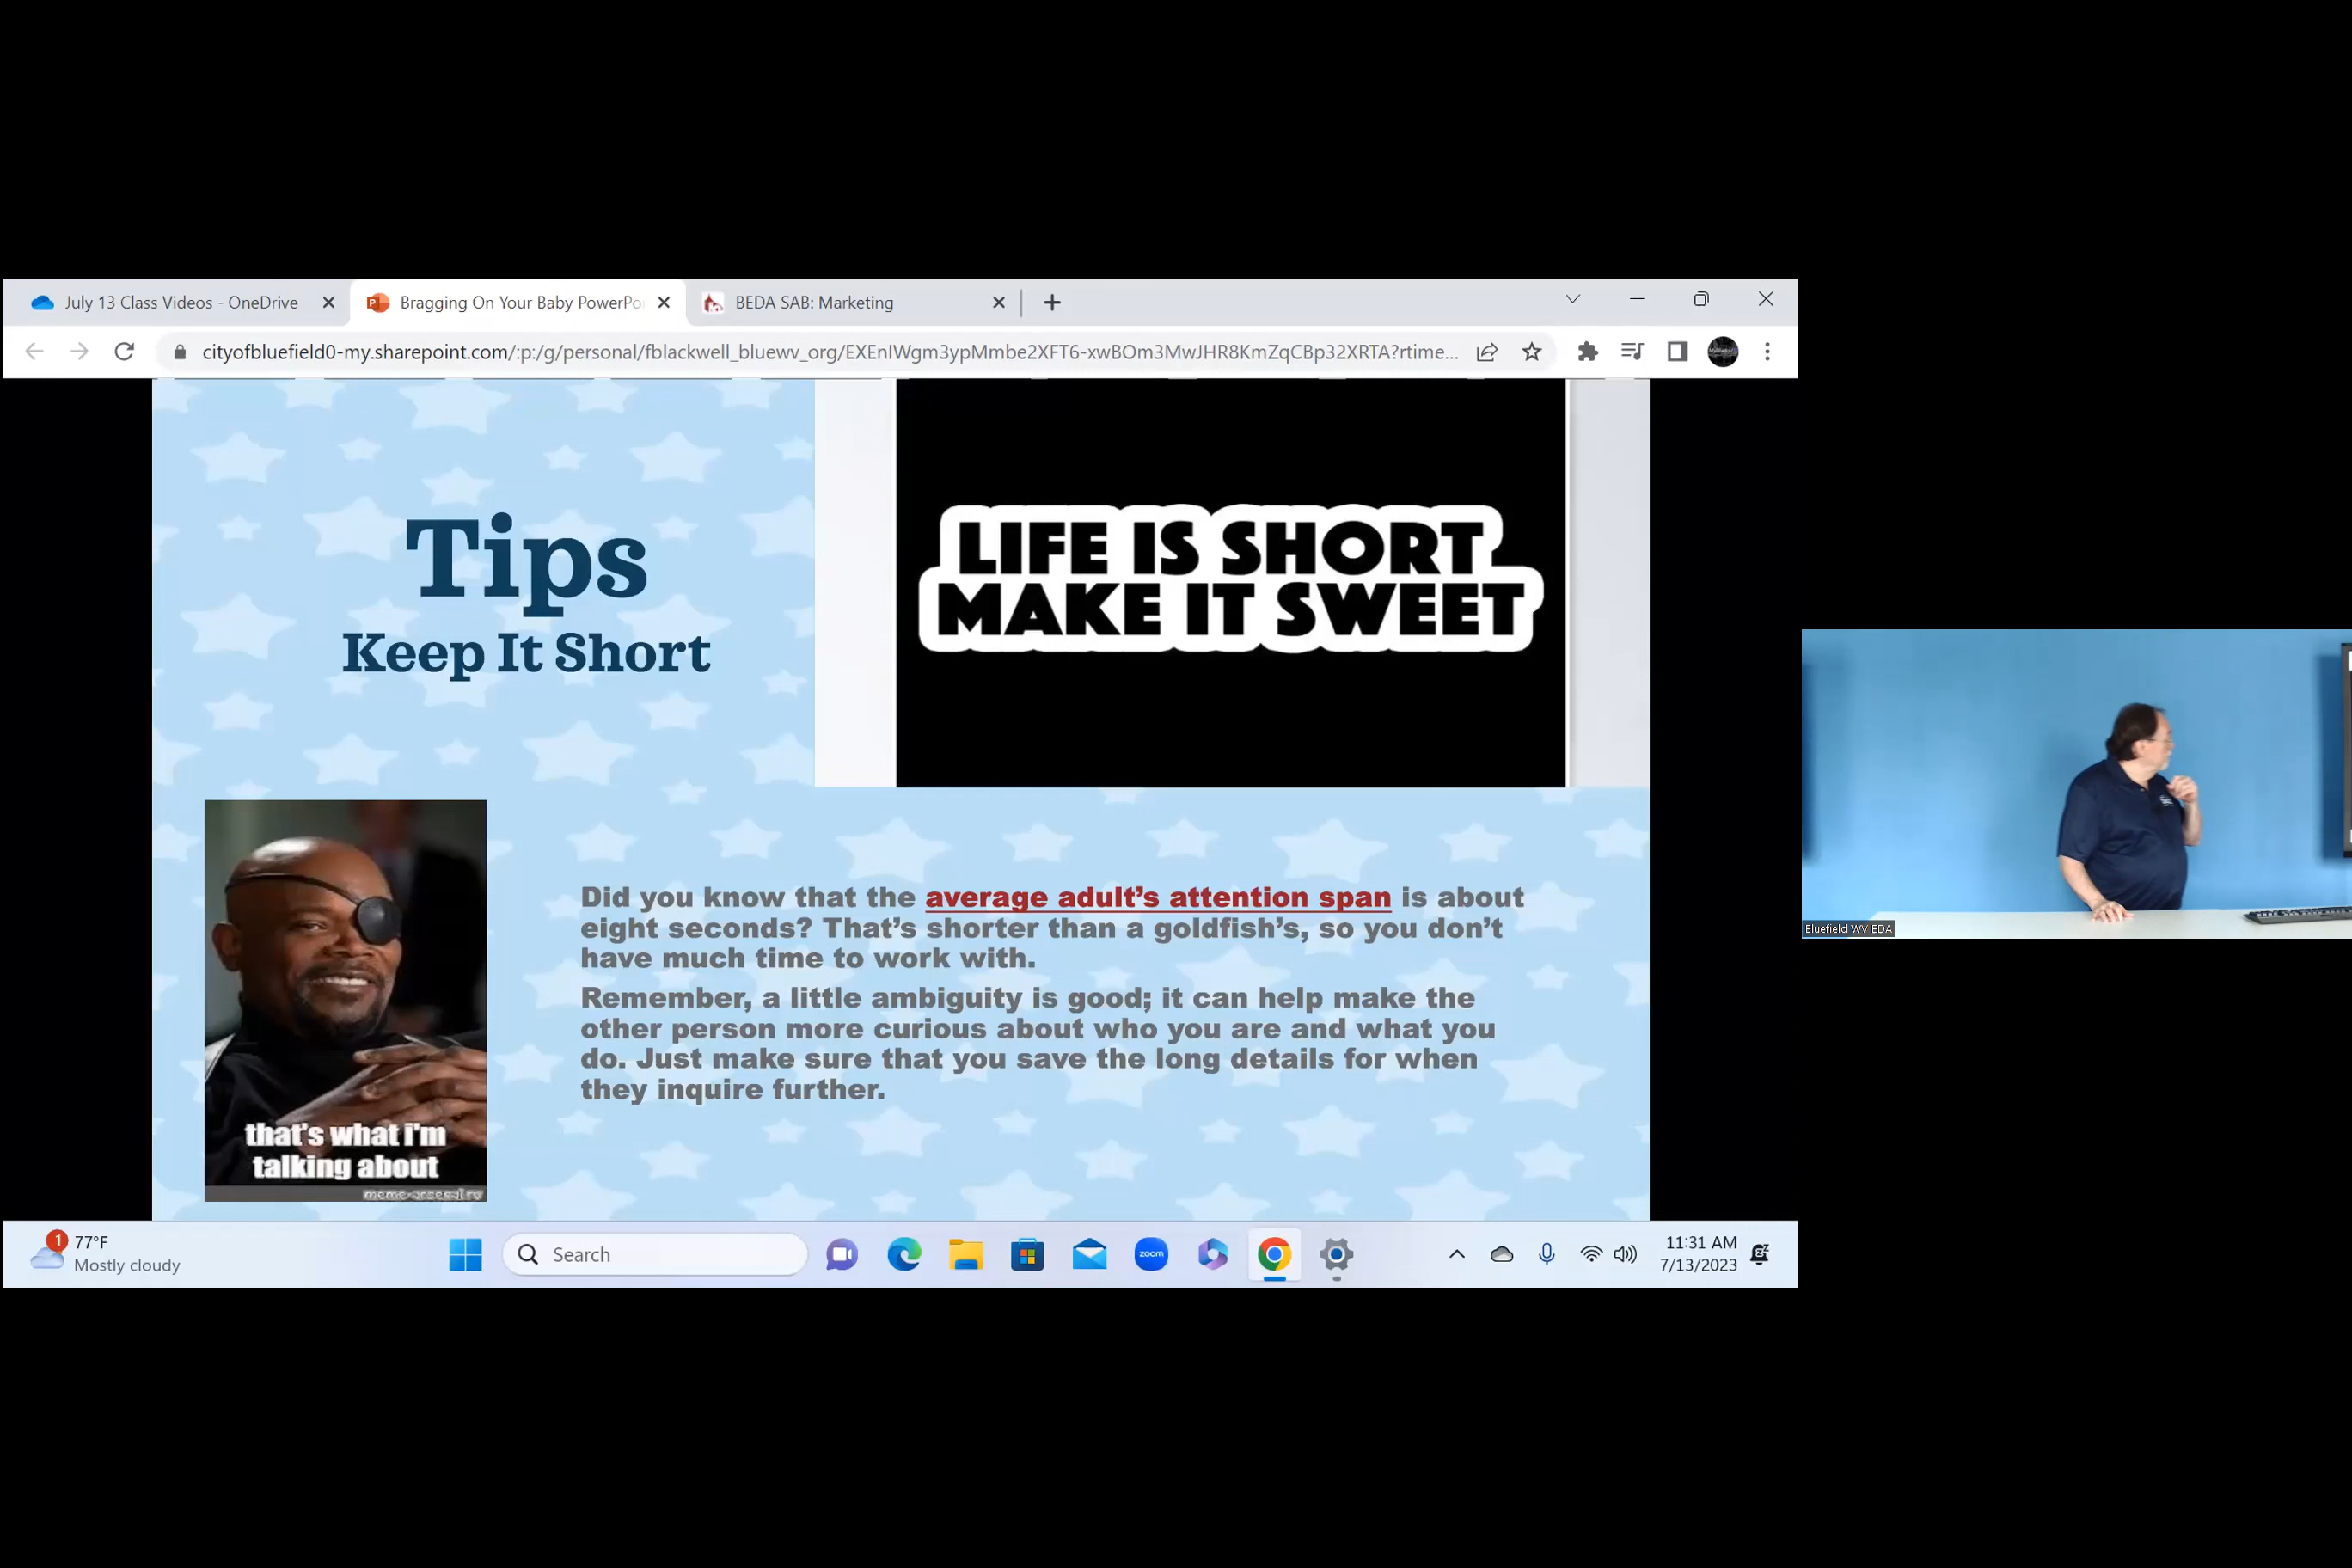 July 13 Class Videos - OneDrive
Bragging On Your Baby PowerPo
BEDA SAB: Marketing
cityofbluefield0-my.sharepoint.com/:p:/g/personal/fblackwell_bluewv_org/EXEnIWgm3ypMmbe2XFT6-xwBOm3MwJHR8KmZqCBp32XRTA?rtime...
Tips
Keep It Short
LIFE IS SHORT
MAKE IT SWEET
that's what i'm
talking about
Did you know that the average adult’s attention span is about
eight seconds? That’s shorter than a goldfish’s, so you don’t
have much time to work with.
Remember, a little ambiguity is good; it can help make the
other person more curious about who you are and what you
do. Just make sure that you save the long details for when
they inquire further.
Bluefield WV EDA
1
77°F
Mostly cloudy
Search
zoom
11:31 AM
7/13/2023